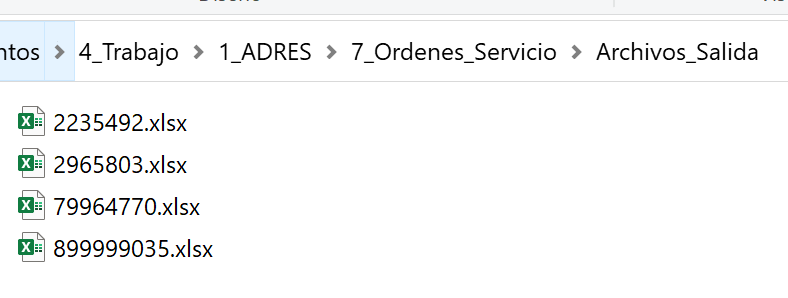 ntos > 4_Trabajo > 1_ADRES > 7_Ordenes_Servicio > Archivos_Salida
2235492.xlsx
2965803.xlsx
79964770.xlsx
899999035.xlsx